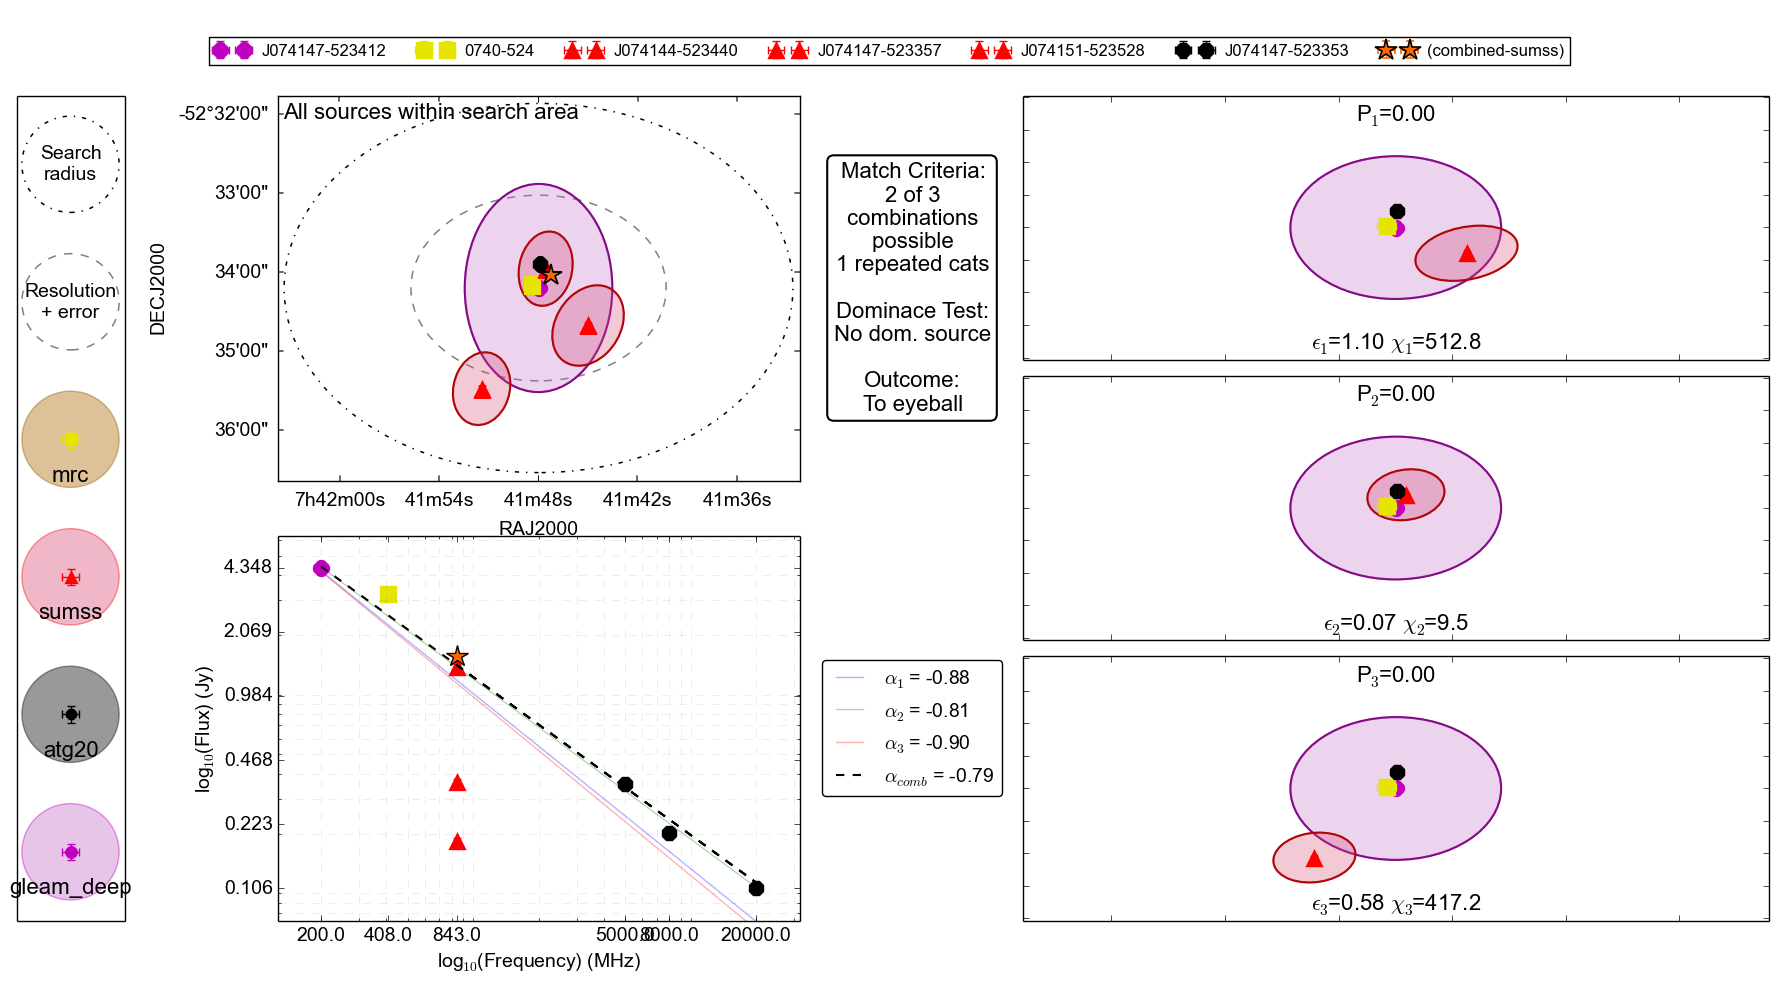 J074147-523412 0740-524 J074144-523440 J074147-523357 J074151-523528 J074147-523353 (combined-sumss)
Search
radius
Resolution
+ error
mrc
sumss
atg20
gleam_deep
All sources within search area
DECJ2000
-52°32'00"
33'00"
34'00"
35'00"
36'00"
7h42m00s 41m54s 41m48s 41m42s 41m36s
RAJ2000
Match Criteria:
2 of 3
combinations
possible
1 repeated cats
Dominace Test:
No dom. source
Outcome:
To eyeball
log₁₀(Flux) (Jy)
4.348
2.069
0.984
0.468
0.223
0.106
200.0 408.0 843.0 5000.0 8000.0 20000.0
log₁₀(Frequency) (MHz)
α₁ = -0.88
α₂ = -0.81
α₃ = -0.90
α_comb = -0.79
P₁=0.00
ϵ₁=1.10 χ₁=512.8
P₂=0.00
ϵ₂=0.07 χ₂=9.5
P₃=0.00
ϵ₃=0.58 χ₃=417.2